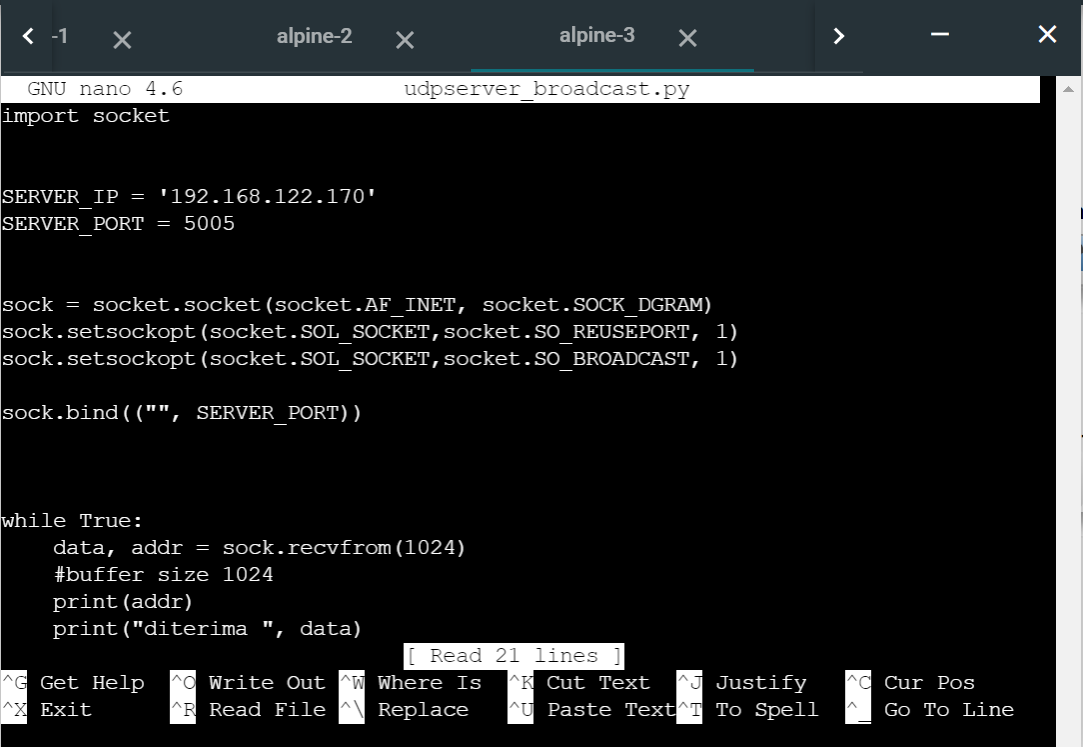 -1 alpine-2 alpine-3
GNU nano 4.6 udpserver_broadcast.py
import socket
SERVER_IP = '192.168.122.170'
SERVER_PORT = 5005
sock = socket.socket(socket.AF_INET, socket.SOCK_DGRAM)
sock.setsockopt(socket.SOL_SOCKET,socket.SO_REUSEPORT, 1)
sock.setsockopt(socket.SOL_SOCKET,socket.SO_BROADCAST, 1)
sock.bind(("", SERVER_PORT))
while True:
    data, addr = sock.recvfrom(1024)
    #buffer size 1024
    print(addr)
    print("diterima ", data)
[ Read 21 lines ]
^G Get Help ^O Write Out ^W Where Is ^K Cut Text ^J Justify ^C Cur Pos
^X Exit ^R Read File ^\ Replace ^U Paste Text ^T To Spell ^_ Go To Line